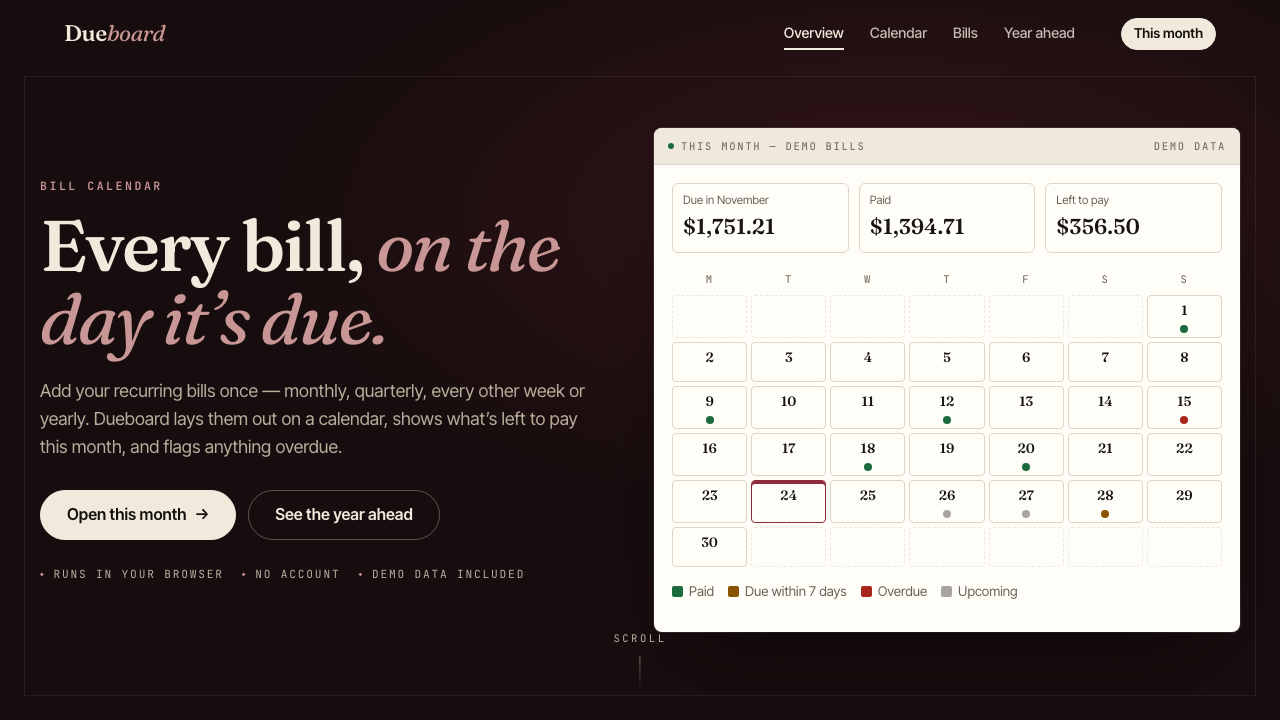 Dueboard
Overview Calendar Bills Year ahead This month
BILL CALENDAR
Every bill, on the
day it’s due.
Add your recurring bills once — monthly, quarterly, every other week or
yearly. Dueboard lays them out on a calendar, shows what’s left to pay
this month, and flags anything overdue.
Open this month →
See the year ahead
• RUNS IN YOUR BROWSER • NO ACCOUNT • DEMO DATA INCLUDED
THIS MONTH — DEMO BILLS DEMO DATA
Due in November Paid Left to pay
$1,751.21 $1,394.71 $356.50
M T W T F S S
1
2 3 4 5 6 7 8
9 10 11 12 13 14 15
16 17 18 19 20 21 22
23 24 25 26 27 28 29
30
Paid Due within 7 days Overdue Upcoming
SCROLL